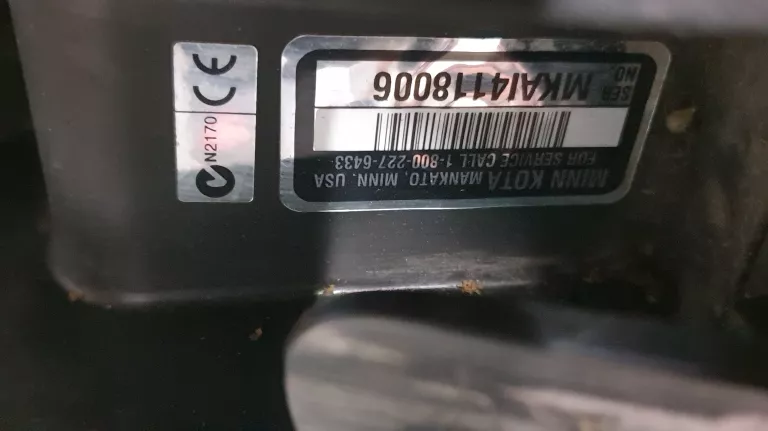 MINN KOTA MANKATO, MINN. USA
FOR SERVICE CALL 1-800-227-6433
SER. NO. MKAI4118006
N2170
CE